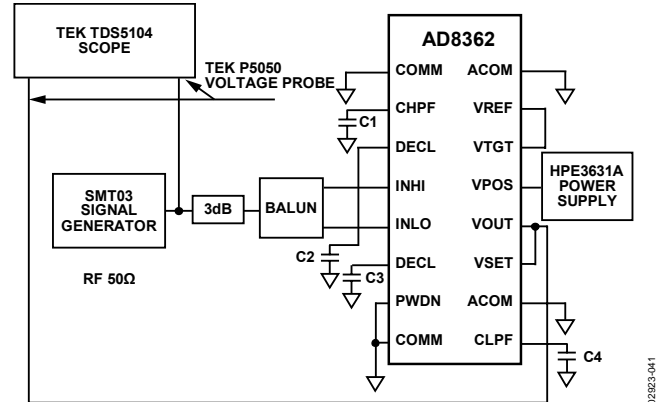 TEK TDS5104
SCOPE
TEK P5050
VOLTAGE PROBE
SMT03
SIGNAL
GENERATOR
3dB
BALUN
RF 50Ω
C1
C2
C3
AD8362
COMM
ACOM
CHPF
VREF
DECL
VTGT
INHI
VPOS
INLO
VOUT
DECL
VSET
PWDN
ACOM
COMM
CLPF
HPE3631A
POWER
SUPPLY
C4
02923-041